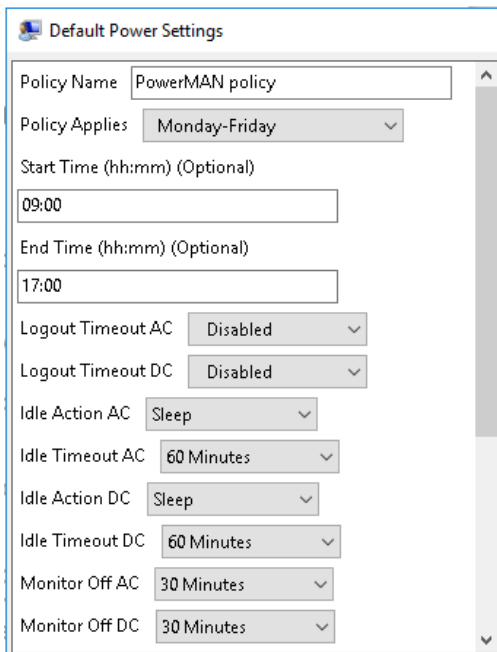 Default Power Settings
Policy Name PowerMAN policy
Policy Applies Monday-Friday
Start Time (hh:mm) (Optional)
09:00
End Time (hh:mm) (Optional)
17:00
Logout Timeout AC Disabled
Logout Timeout DC Disabled
Idle Action AC Sleep
Idle Timeout AC 60 Minutes
Idle Action DC Sleep
Idle Timeout DC 60 Minutes
Monitor Off AC 30 Minutes
Monitor Off DC 30 Minutes